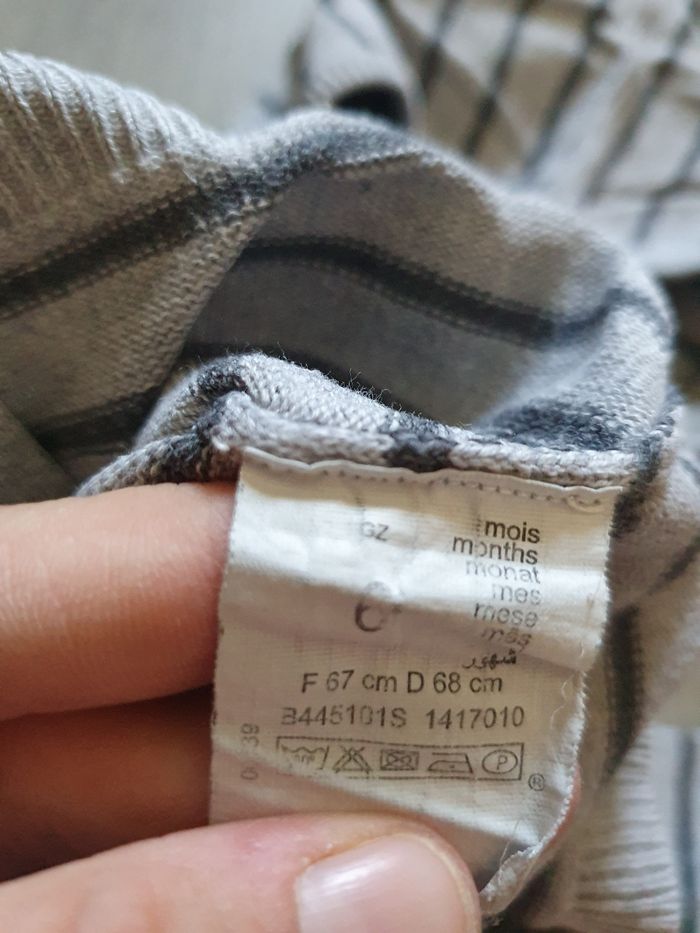 GZ
mois
months
monat
mes
mese
mês
شهور
6
F 67 cm D 68 cm
B445101S 1417010
P
®